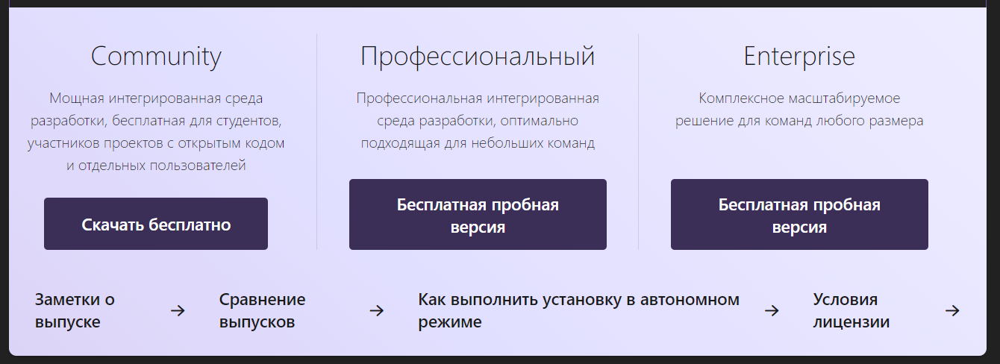 Community
Мощная интегрированная среда
разработки, бесплатная для студентов,
участников проектов с открытым кодом
и отдельных пользователей
Скачать бесплатно
Профессиональный
Профессиональная интегрированная
среда разработки, оптимально
подходящая для небольших команд
Бесплатная пробная
версия
Enterprise
Комплексное масштабируемое
решение для команд любого размера
Бесплатная пробная
версия
Заметки о
выпуске
Сравнение
выпусков
Как выполнить установку в автономном
режиме
Условия
лицензии